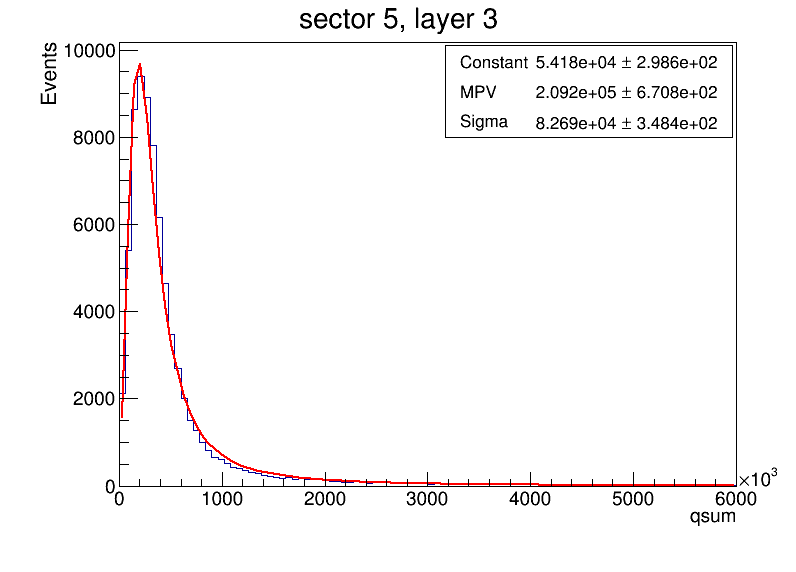 sector 5, layer 3
Events
Constant 5.418e+04 ± 2.986e+02
MPV 2.092e+05 ± 6.708e+02
Sigma 8.269e+04 ± 3.484e+02
10000
8000
6000
4000
2000
0
0 1000 2000 3000 4000 5000 6000
×10³
qsum